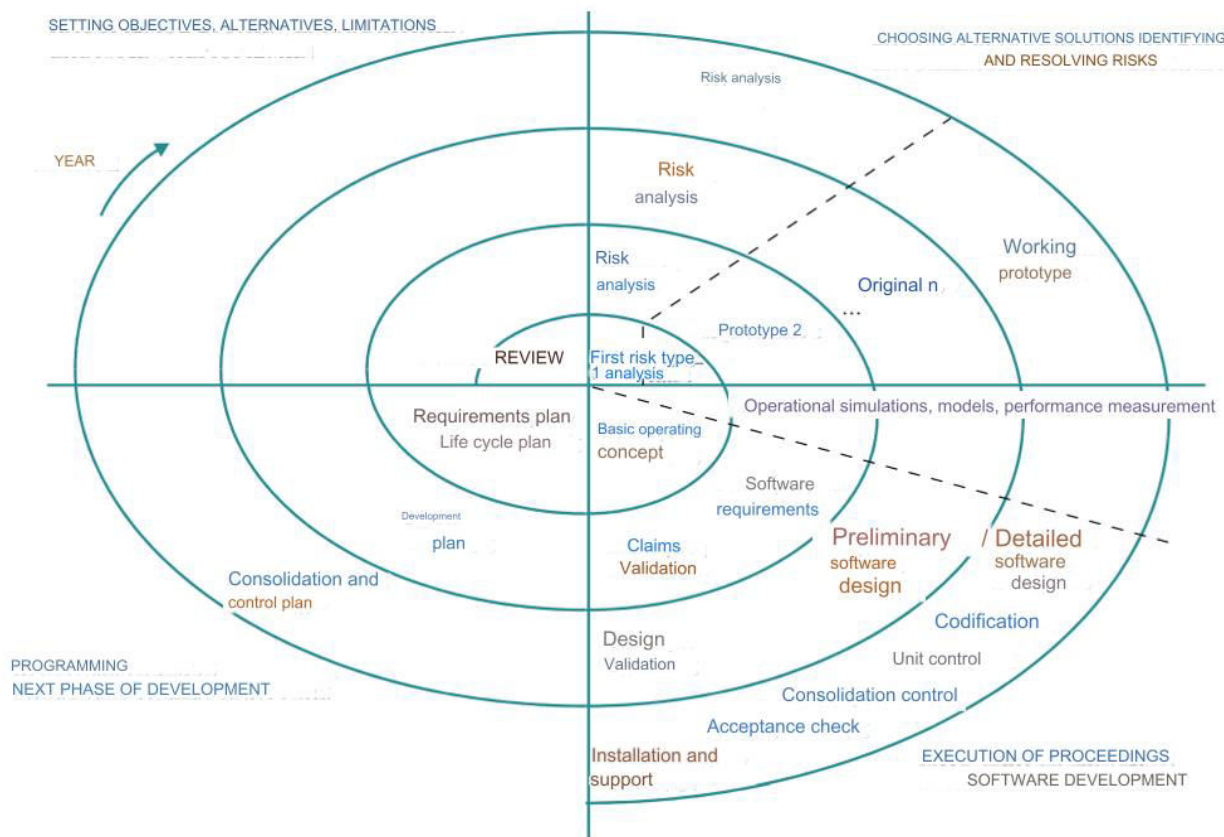 SETTING OBJECTIVES, ALTERNATIVES, LIMITATIONS
CHOOSING ALTERNATIVE SOLUTIONS IDENTIFYING
AND RESOLVING RISKS
Risk analysis
YEAR
Risk
analysis
Working
prototype
Risk
analysis
Original n
...
Prototype 2
REVIEW
First risk type
1 analysis
Operational simulations, models, performance measurement
Requirements plan
Life cycle plan
Basic operating
concept
Software
requirements
Development
plan
Claims
Validation
Preliminary
software
design
/ Detailed
software
design
Consolidation and
control plan
Codification
Design
Validation
Unit control
PROGRAMMING
NEXT PHASE OF DEVELOPMENT
Consolidation control
Acceptance check
Installation and
support
EXECUTION OF PROCEEDINGS
SOFTWARE DEVELOPMENT